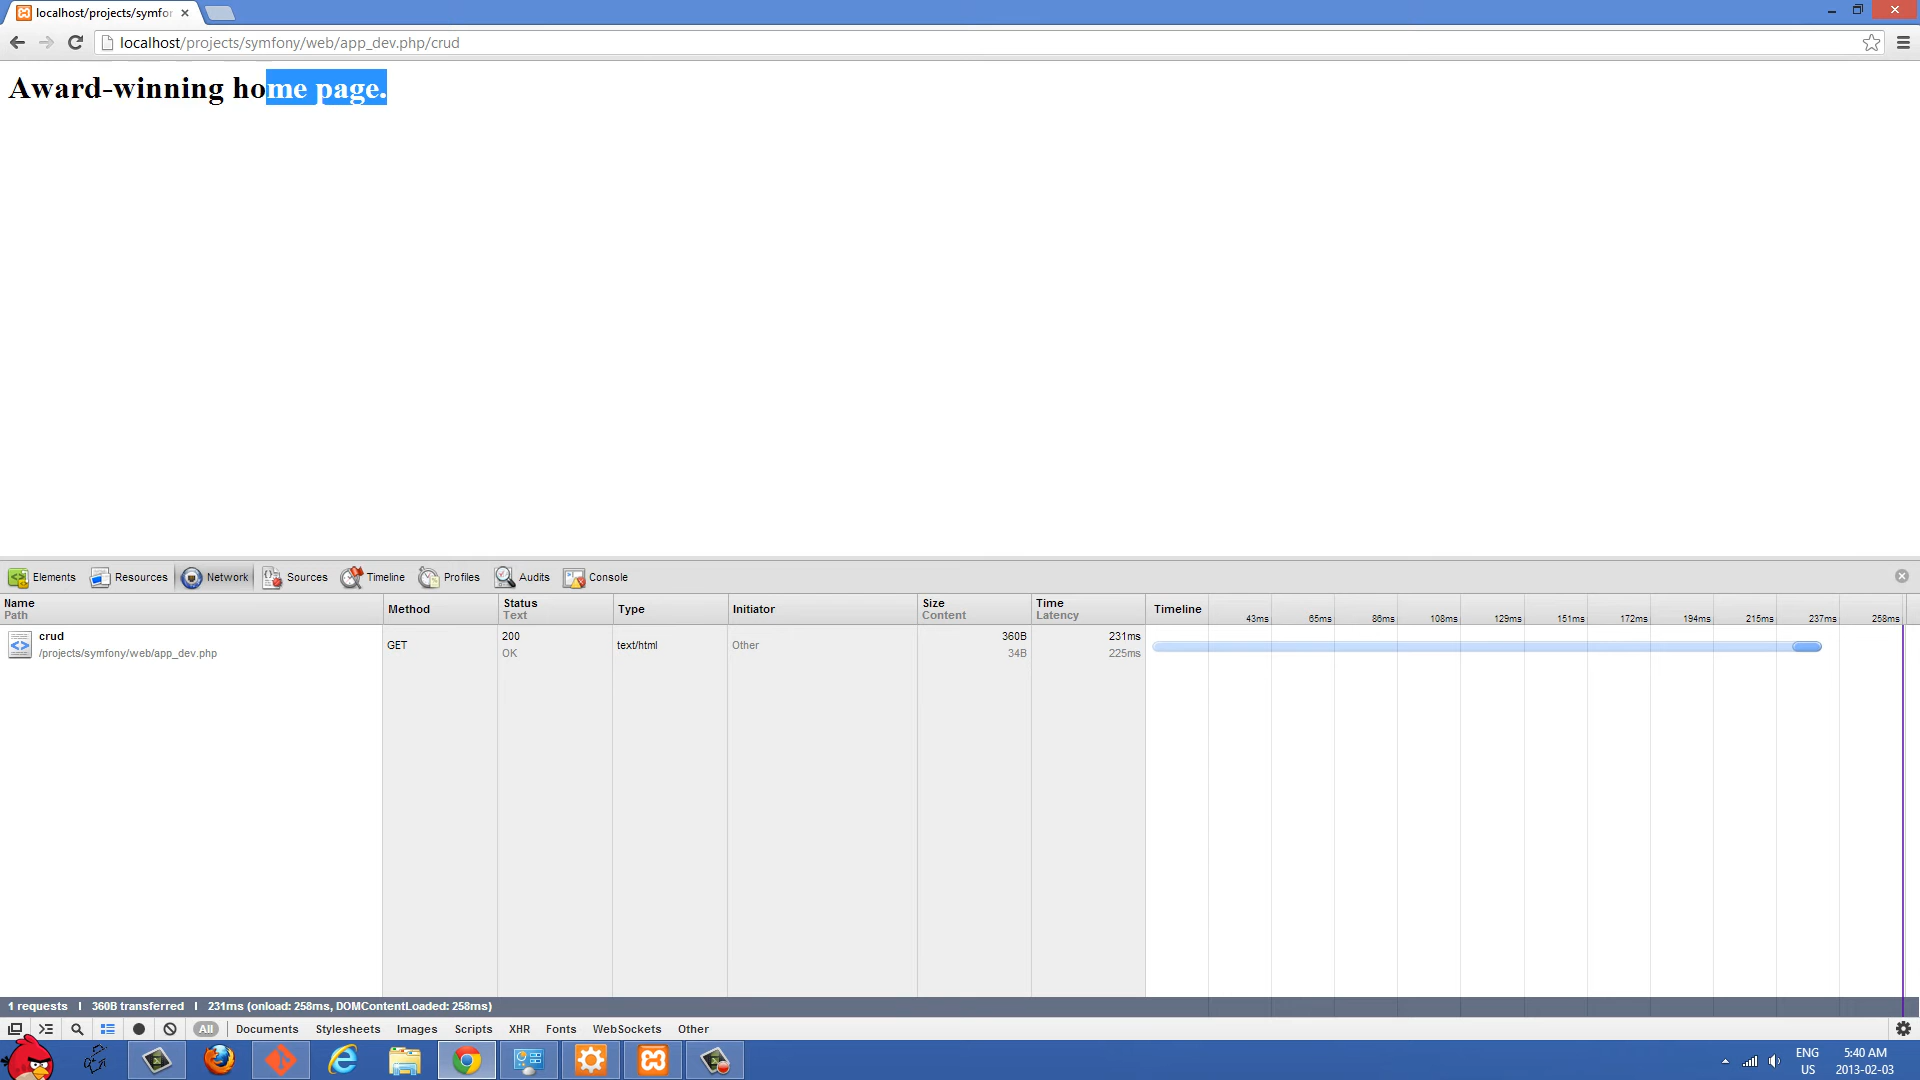 localhost/projects/symfor
localhost/projects/symfony/web/app_dev.php/crud
Award-winning home page.
Elements Resources Network Sources Timeline Profiles Audits Console
Name Path Method Status Text Type Initiator Size Content Time Latency Timeline 43ms 65ms 86ms 108ms 129ms 151ms 172ms 194ms 215ms 237ms 258ms
crud GET 200 text/html Other 360B 231ms
/projects/symfony/web/app_dev.php OK 34B 225ms
1 requests | 360B transferred | 231ms (onload: 258ms, DOMContentLoaded: 258ms)
All Documents Stylesheets Images Scripts XHR Fonts WebSockets Other
ENG 5:40 AM
US 2013-02-03